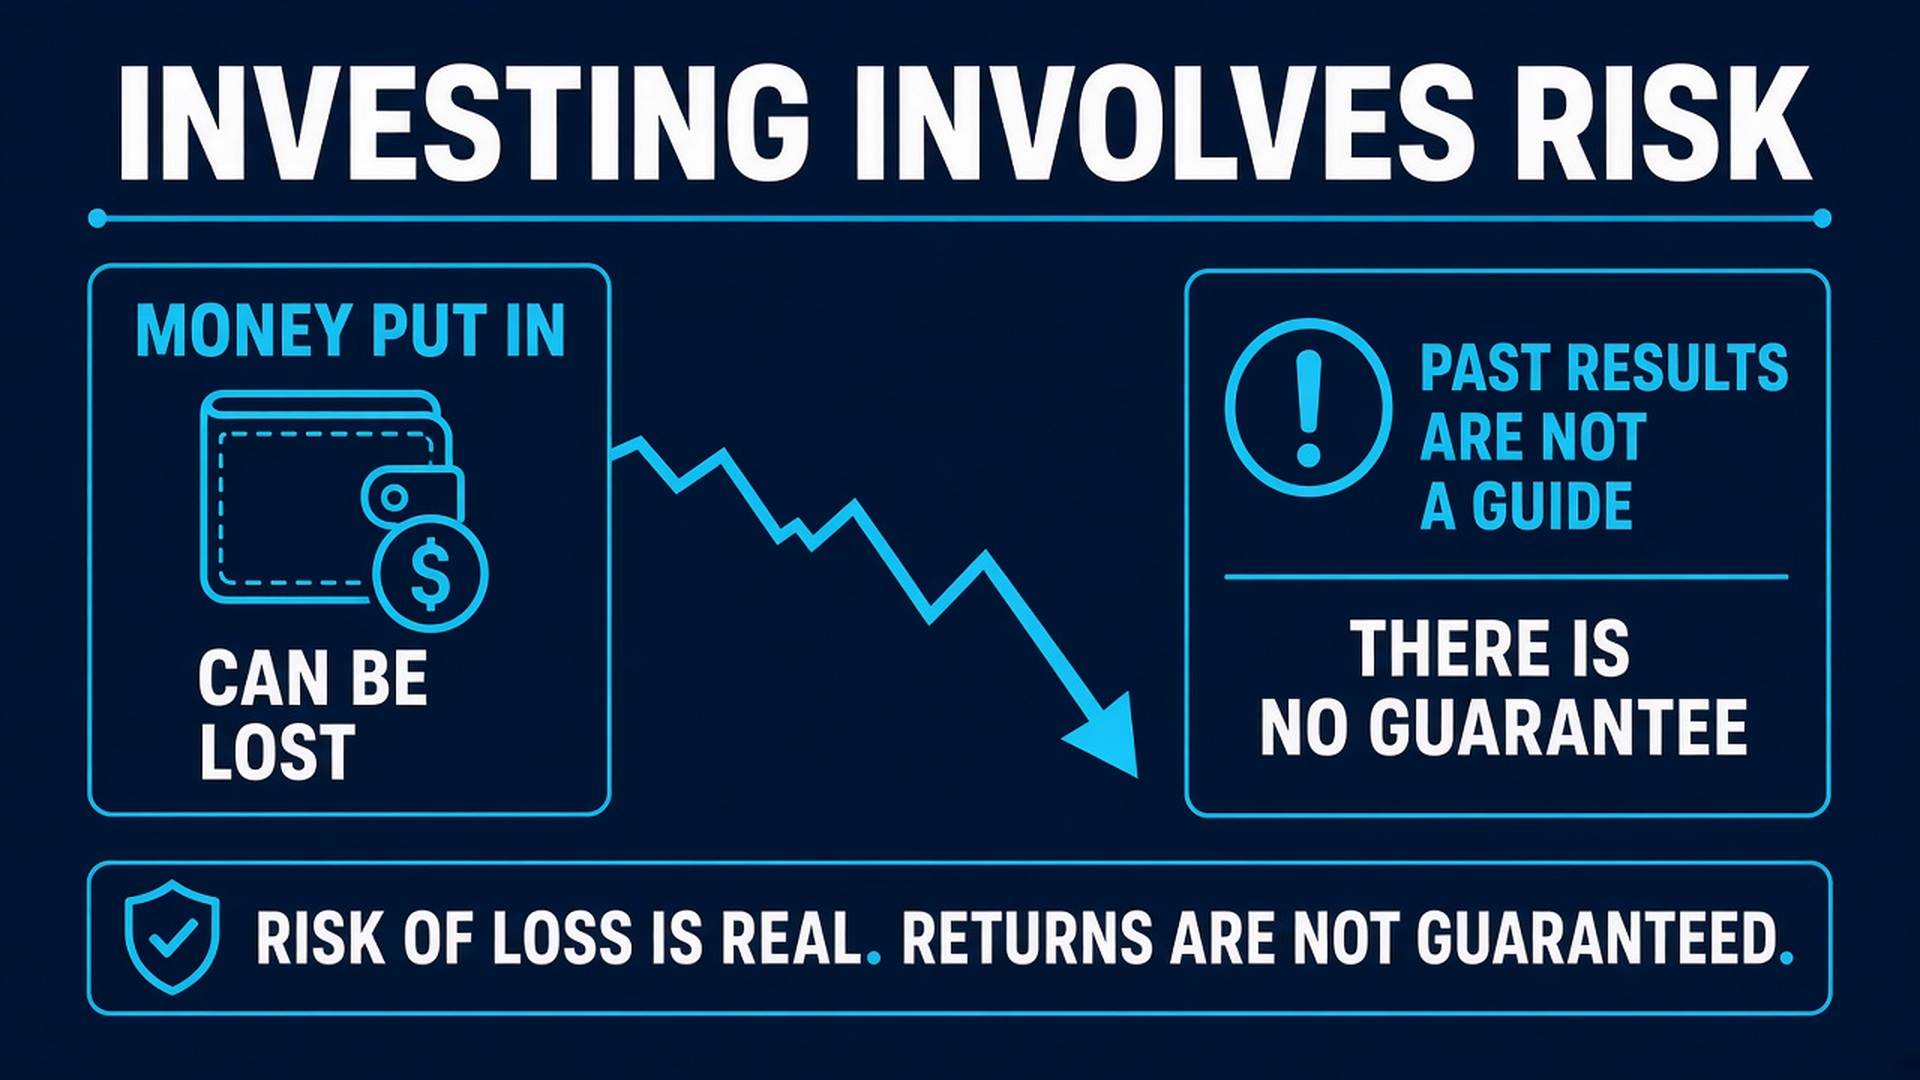 INVESTING INVOLVES RISK
MONEY PUT IN
$
CAN BE
LOST
PAST RESULTS
ARE NOT
A GUIDE
THERE IS
NO GUARANTEE
RISK OF LOSS IS REAL. RETURNS ARE NOT GUARANTEED.